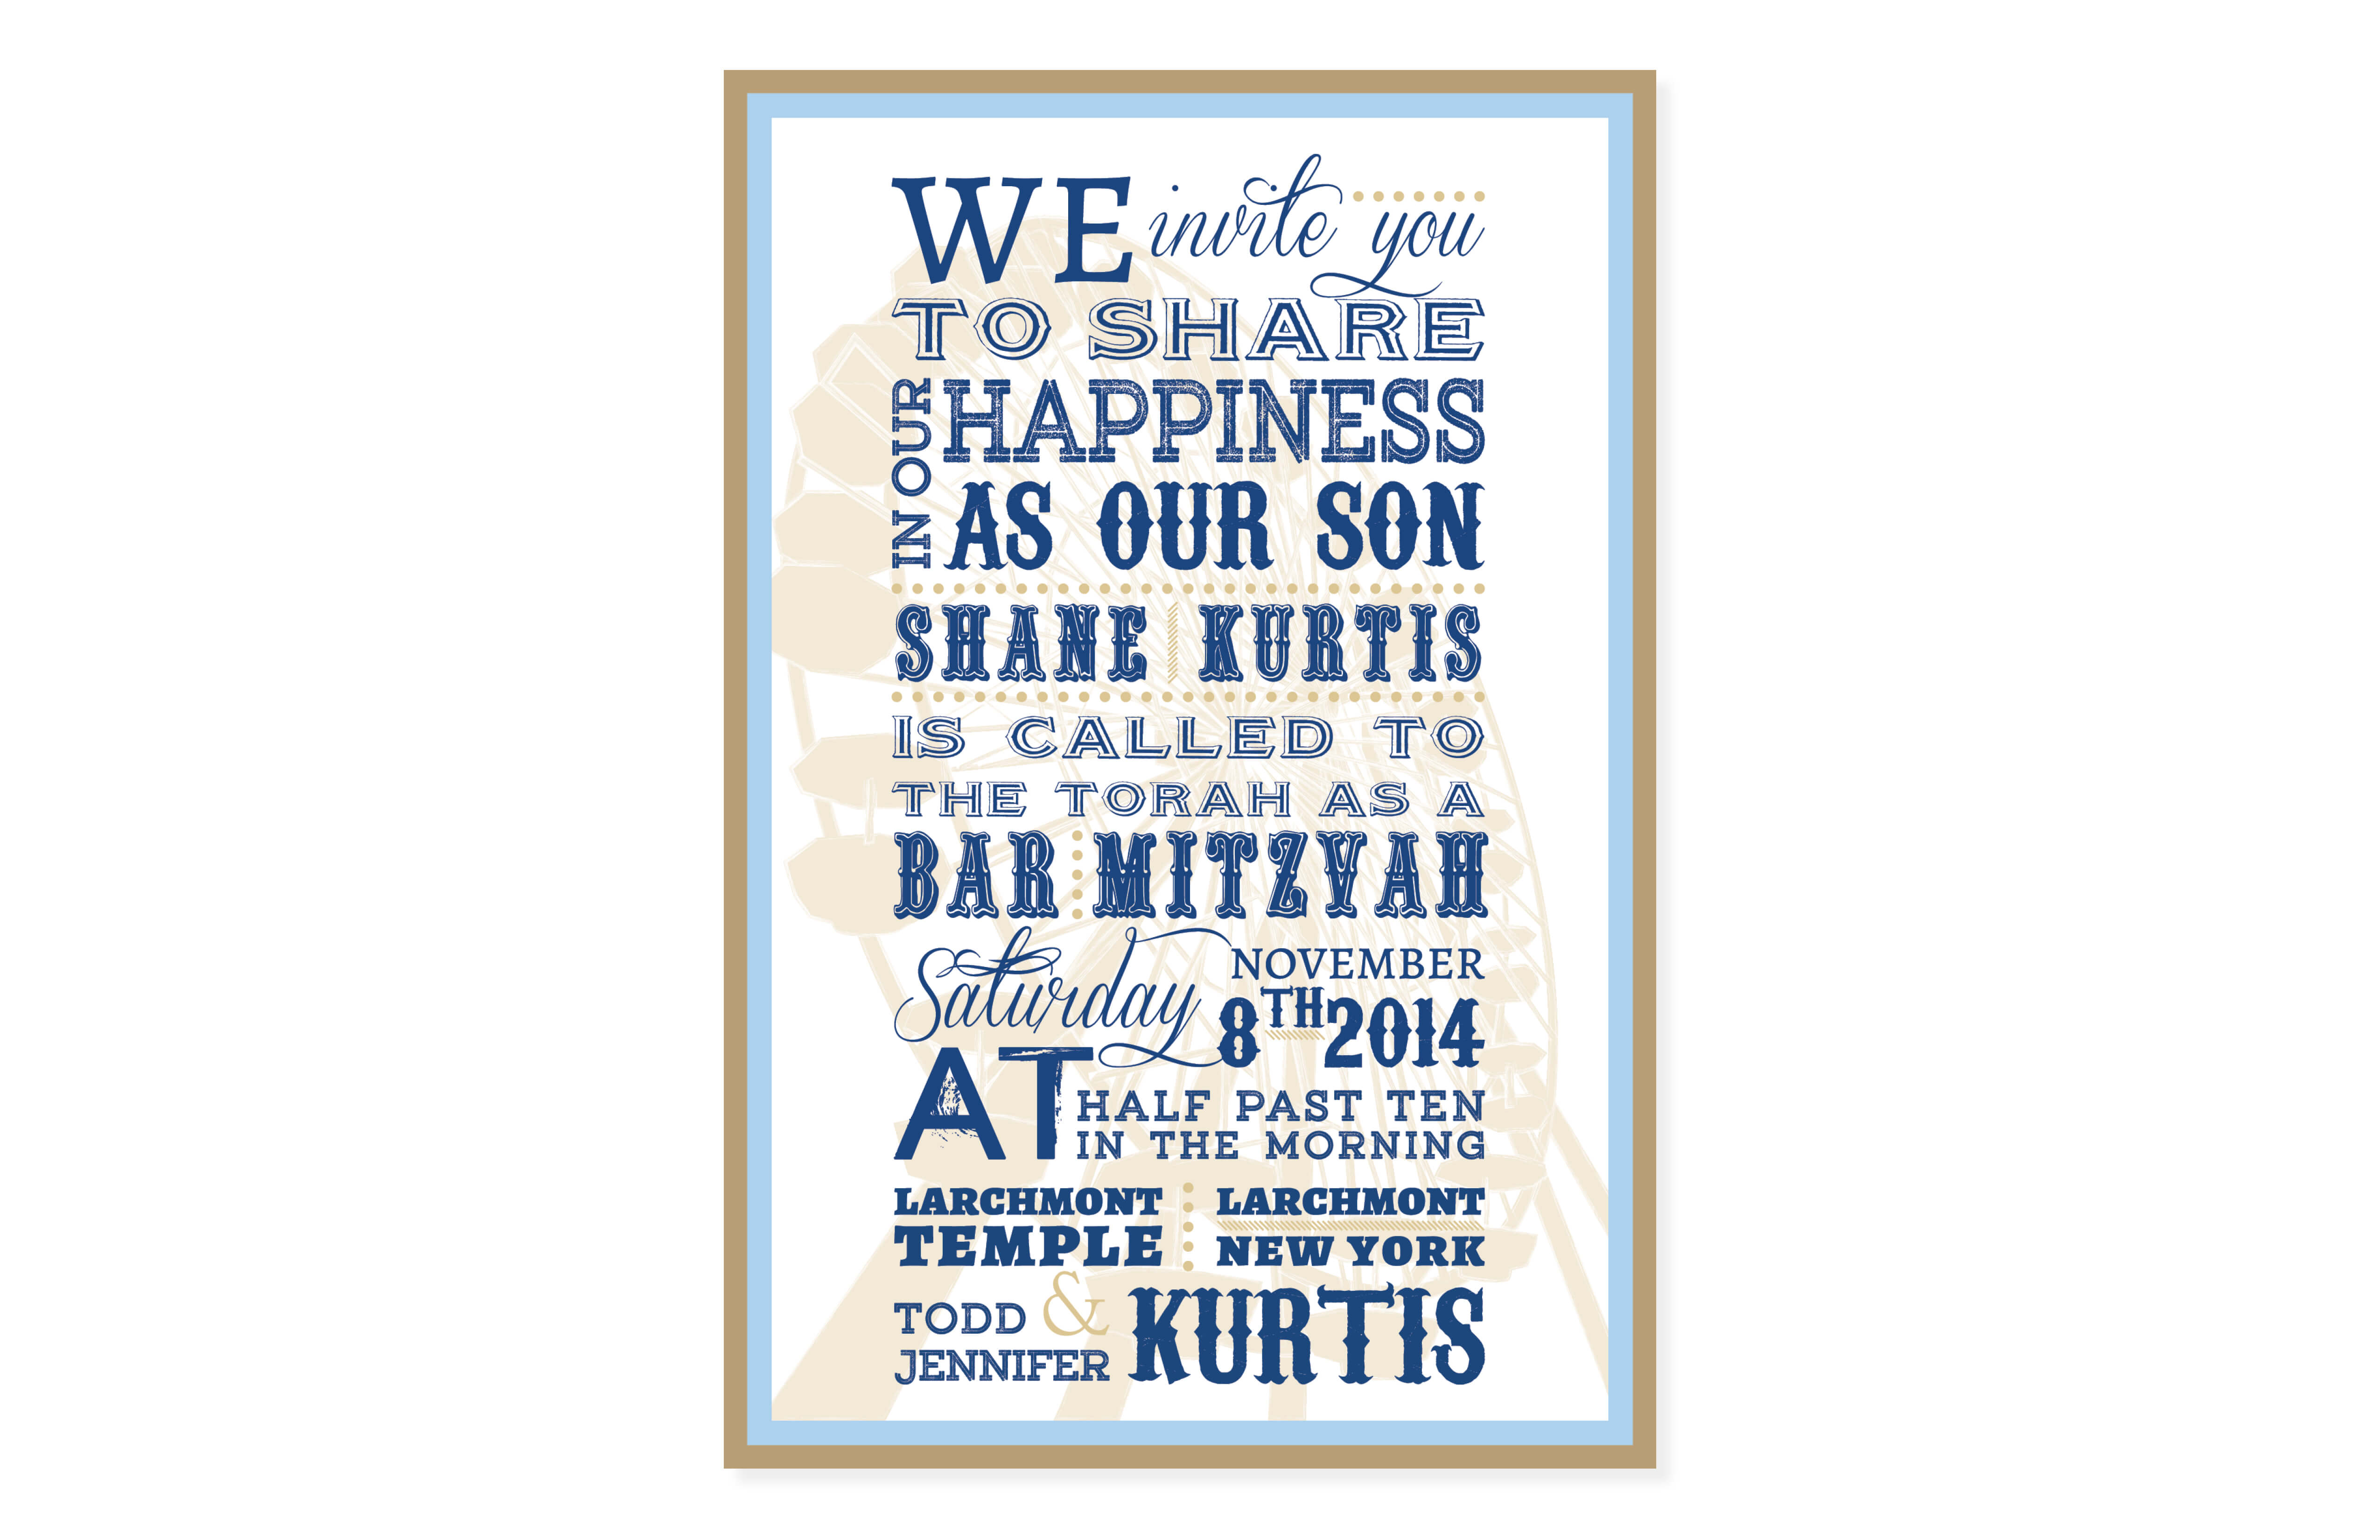 WE invite you
TO SHARE
IN OUR HAPPINESS
AS OUR SON
SHANE KURTIS
IS CALLED TO
THE TORAH AS A
BAR MITZVAH
Saturday NOVEMBER
8TH 2014
AT HALF PAST TEN
IN THE MORNING
LARCHMONT
TEMPLE
LARCHMONT
NEW YORK
TODD &
JENNIFER KURTIS